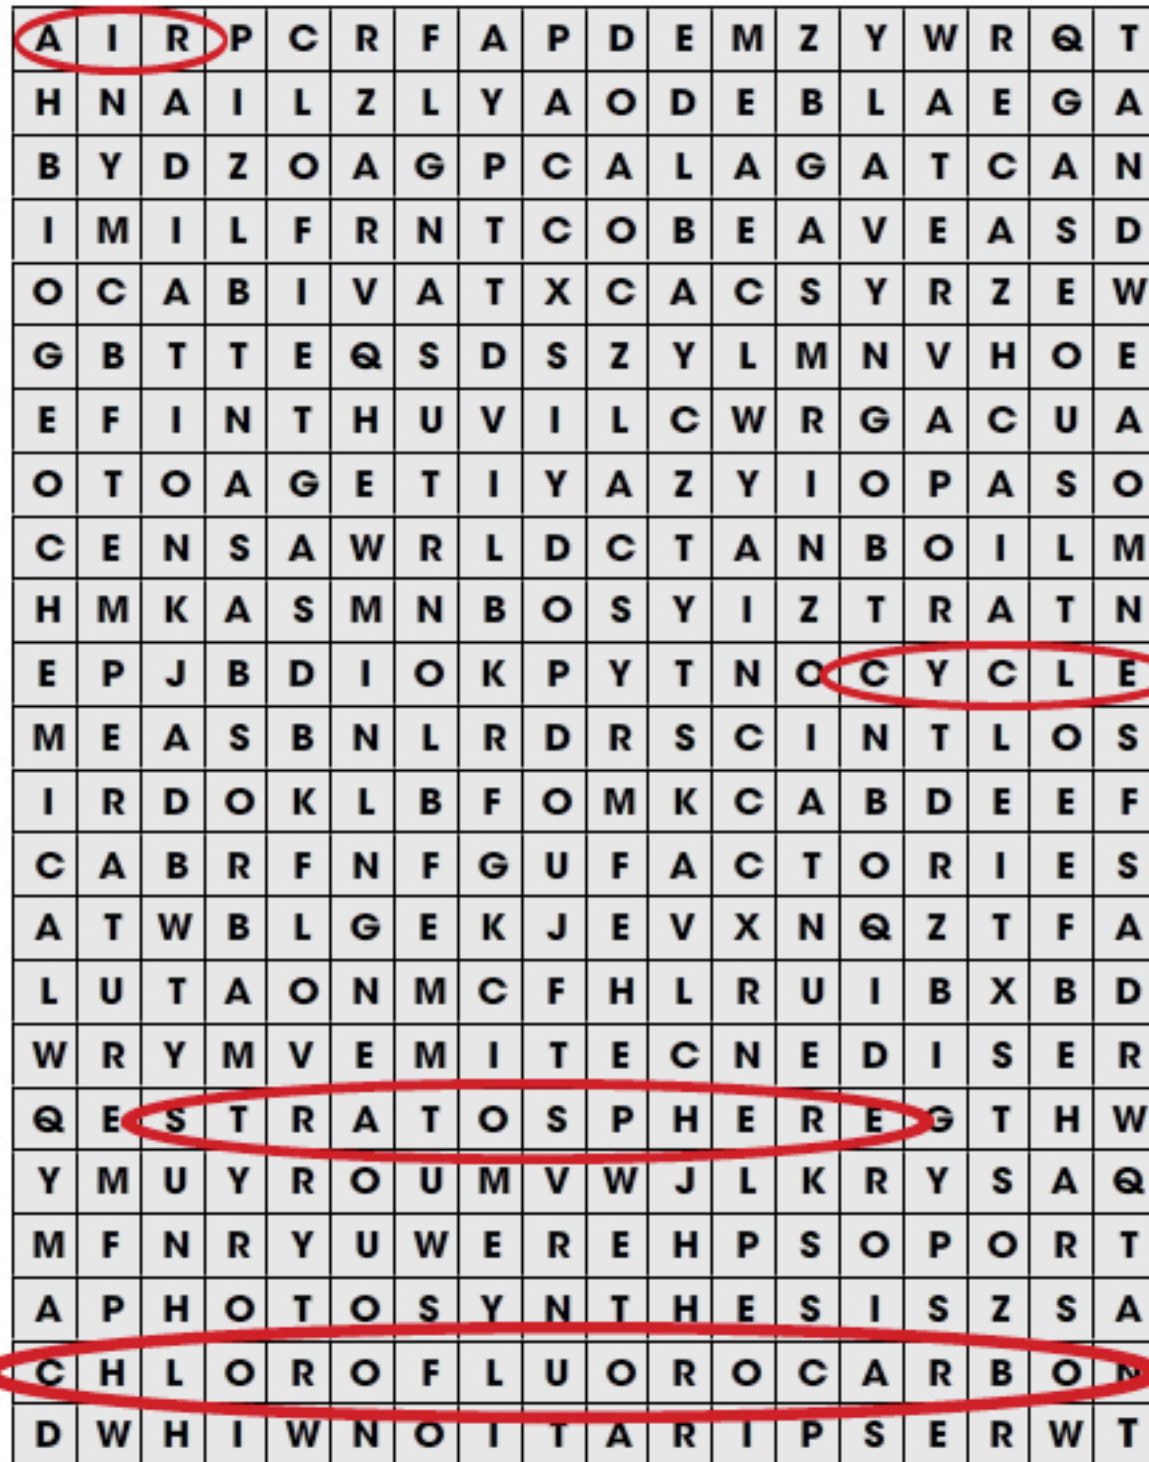 A I R P C R F A P D E M Z Y W R Q T
H N A I L Z L Y A O D E B L A E G A
B Y D Z O A G P C A L A G A T C A N
I M I L F R N T C O B E A V E A S D
O C A B I V A T X C A C S Y R Z E W
G B T T E Q S D S Z Y L M N V H O E
E F I N T H U V I L C W R G A C U A
O T O A G E T I Y A Z Y I O P A S O
C E N S A W R L D C T A N B O I L M
H M K A S M N B O S Y I Z T R A T N
E P J B D I O K P Y T N O C Y C L E
M E A S B N L R D R S C I N T L O S
I R D O K L B F O M K C A B D E E F
C A B R F N F G U F A C T O R I E S
A T W B L G E K J E V X N Q Z T F A
L U T A O N M C F H L R U I B X B D
W R Y M V E M I T E C N E D I S E R
Q E S T R A T O S P H E R E G T H W
Y M U Y R O U M V W J L K R Y S A Q
M F N R Y U W E R E H P S O P O R T
A P H O T O S Y N T H E S I S Z S A
C H L O R O F L U O R O C A R B O N
D W H I W N O I T A R I P S E R W T